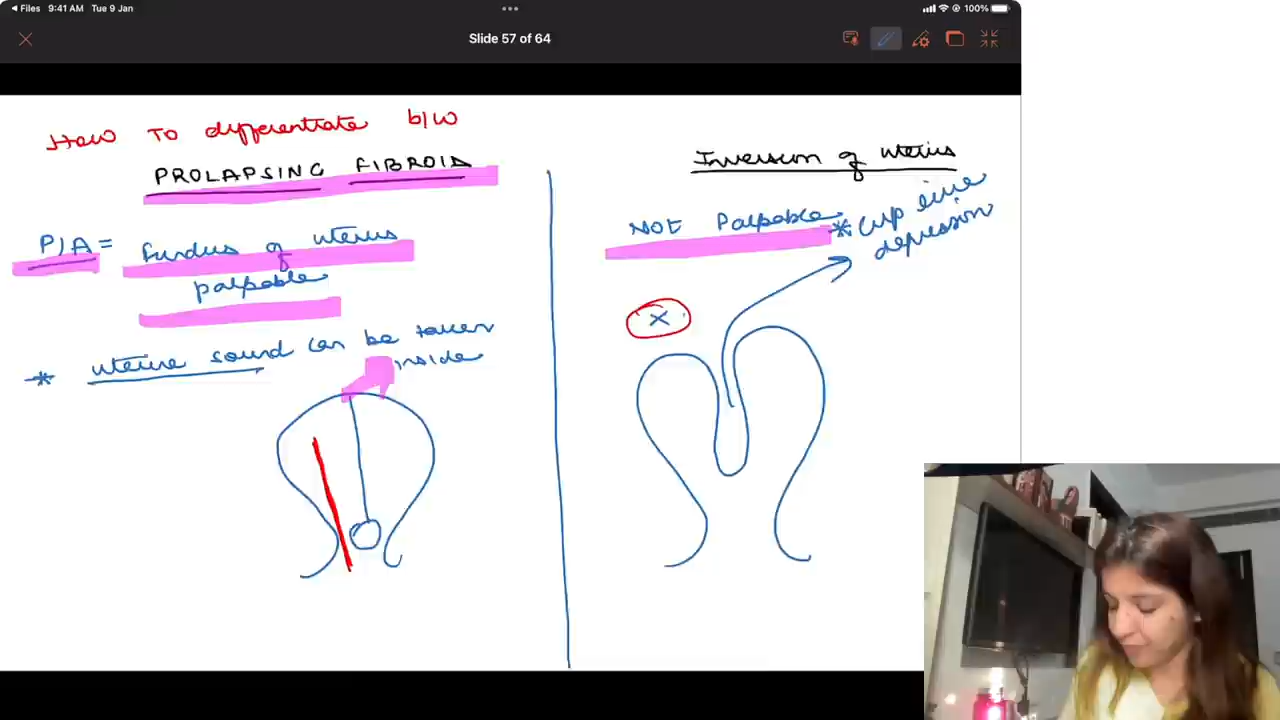 Files 9:41 AM Tue 9 Jan 100%
Slide 57 of 64
How To differentiate b/w
PROLAPSING FIBROID
P/A = Fundus of uterus
palpable
* uterine sound can be taken
inside
Inversion of uterus
NOT Palpable
* Cup like
depression
×